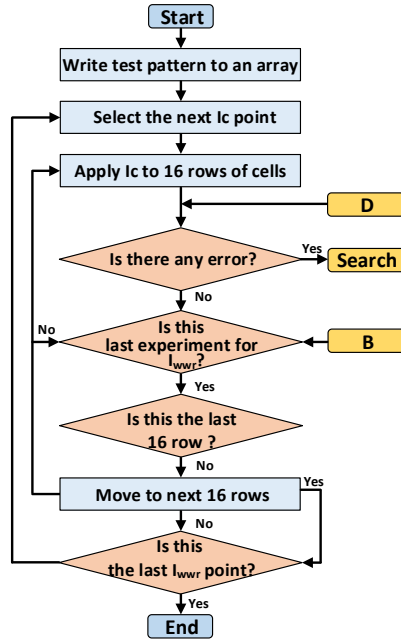 Start
Write test pattern to an array
Select the next Ic point
Apply Ic to 16 rows of cells
D
Is there any error?
Yes
Search
No
No
Is this
last experiment for
Iwwr?
B
Yes
Is this the last
16 row ?
No
Move to next 16 rows
Yes
No
Is this
the last Iwwr point?
Yes
End